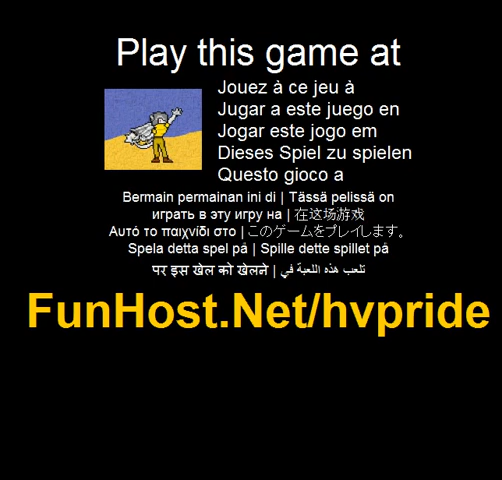 Play this game at
Jouez à ce jeu à
Jugar a este juego en
Jogar este jogo em
Dieses Spiel zu spielen
Questo gioco a
Bermain permainan ini di | Tässä pelissä on
играть в эту игру на | 在这场游戏
Αυτό το παιχνίδι στο | このゲームをプレイします。
Spela detta spel på | Spille dette spillet på
पर इस खेल को खेलने | تلعب هذه اللعبة في
FunHost.Net/hvpride